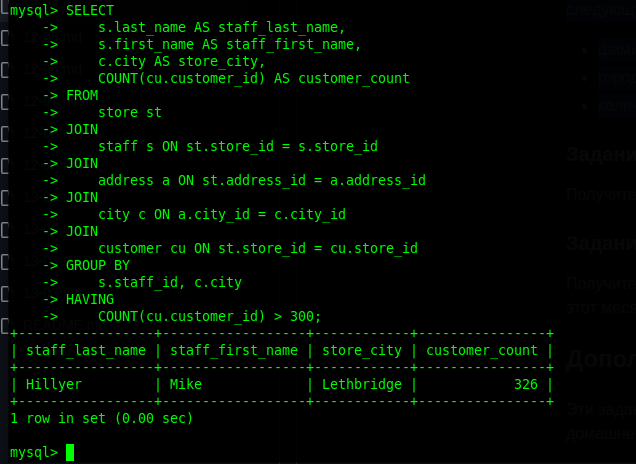 mysql> SELECT
    ->     s.last_name AS staff_last_name,
    ->     s.first_name AS staff_first_name,
    ->     c.city AS store_city,
    ->     COUNT(cu.customer_id) AS customer_count
    -> FROM
    ->     store st
    -> JOIN
    ->     staff s ON st.store_id = s.store_id
    -> JOIN
    ->     address a ON st.address_id = a.address_id
    -> JOIN
    ->     city c ON a.city_id = c.city_id
    -> JOIN
    ->     customer cu ON st.store_id = cu.store_id
    -> GROUP BY
    ->     s.staff_id, c.city
    -> HAVING
    ->     COUNT(cu.customer_id) > 300;
+-----------------+------------------+------------+----------------+
| staff_last_name | staff_first_name | store_city | customer_count |
+-----------------+------------------+------------+----------------+
| Hillyer         | Mike             | Lethbridge |            326 |
+-----------------+------------------+------------+----------------+
1 row in set (0.00 sec)

mysql>
Задани
Получит
Задани
Получит
этот мес
Допол
Эти зада
домашн